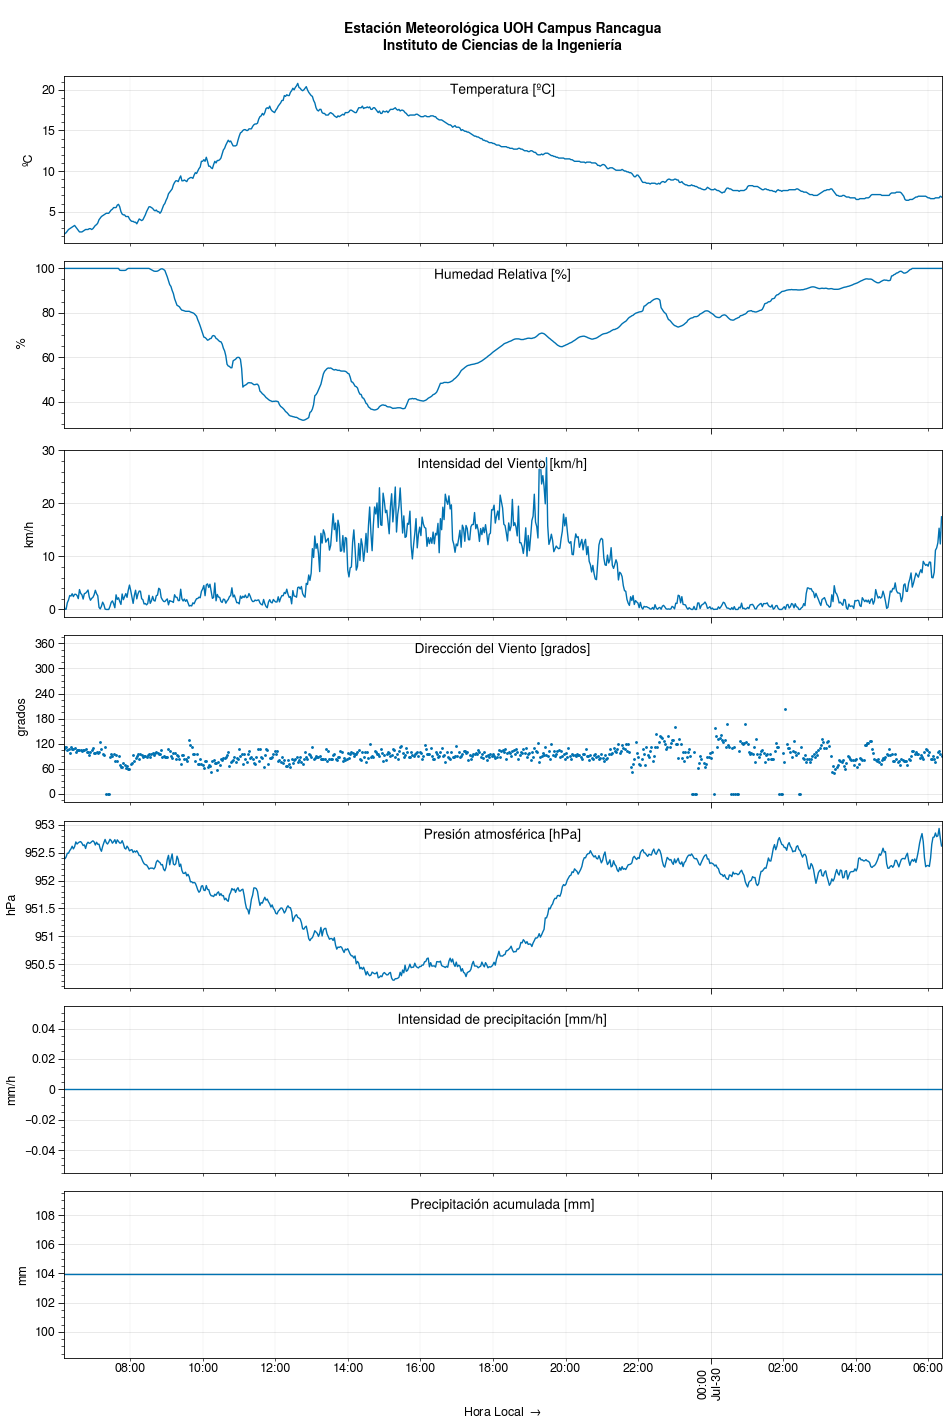 Estación Meteorológica UOH Campus Rancagua
Instituto de Ciencias de la Ingeniería
Temperatura [ºC]
ºC
20
15
10
5
Humedad Relativa [%]
%
100
80
60
40
Intensidad del Viento [km/h]
km/h
30
20
10
0
Dirección del Viento [grados]
grados
360
300
240
180
120
60
0
Presión atmosférica [hPa]
hPa
953
952.5
952
951.5
951
950.5
Intensidad de precipitación [mm/h]
mm/h
0.04
0.02
0
−0.02
−0.04
Precipitación acumulada [mm]
mm
108
106
104
102
100
08:00 10:00 12:00 14:00 16:00 18:00 20:00 22:00 00:00 02:00 04:00 06:00
Jul-30
Hora Local →